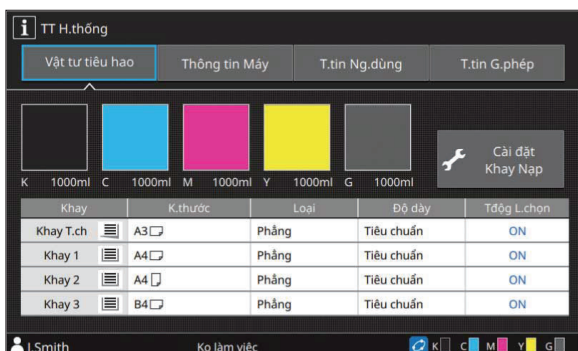 i TT H.thống
Vật tư tiêu hao Thông tin Máy T.tin Ng.dùng T.tin G.phép
K 1000ml C 1000ml M 1000ml Y 1000ml G 1000ml
Cài đặt
Khay Nạp
Khay K.thước Loại Độ dày Tđộg L.chọn
Khay T.ch A3 Phẳng Tiêu chuẩn ON
Khay 1 A4 Phẳng Tiêu chuẩn ON
Khay 2 A4 Phẳng Tiêu chuẩn ON
Khay 3 B4 Phẳng Tiêu chuẩn ON
J.Smith Ko làm việc K C M Y G